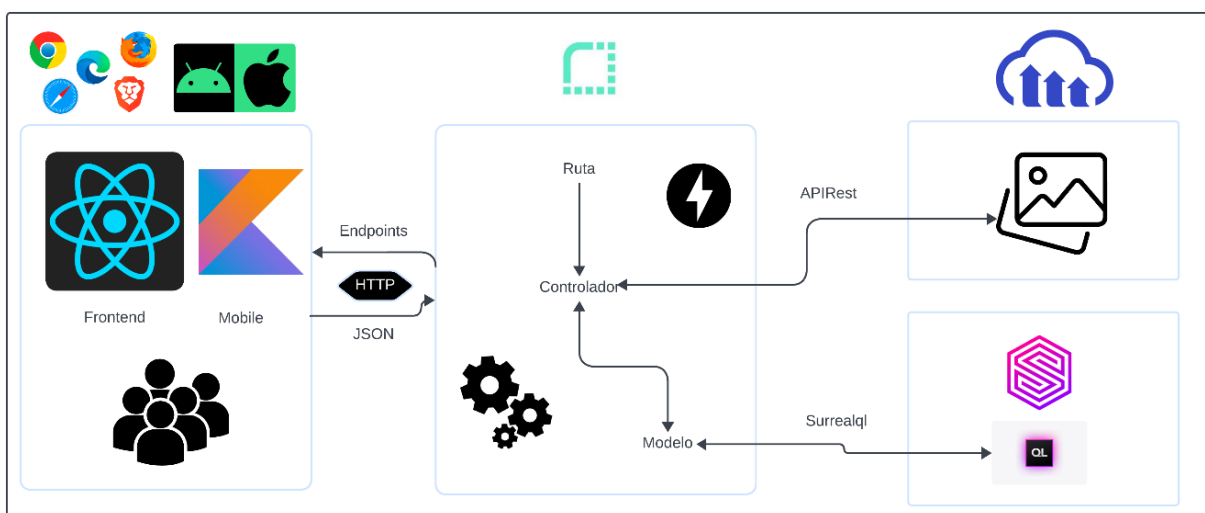 Ruta
APIRest
Endpoints
HTTP
Controlador
Frontend
Mobile
JSON
Surrealql
Modelo
QL